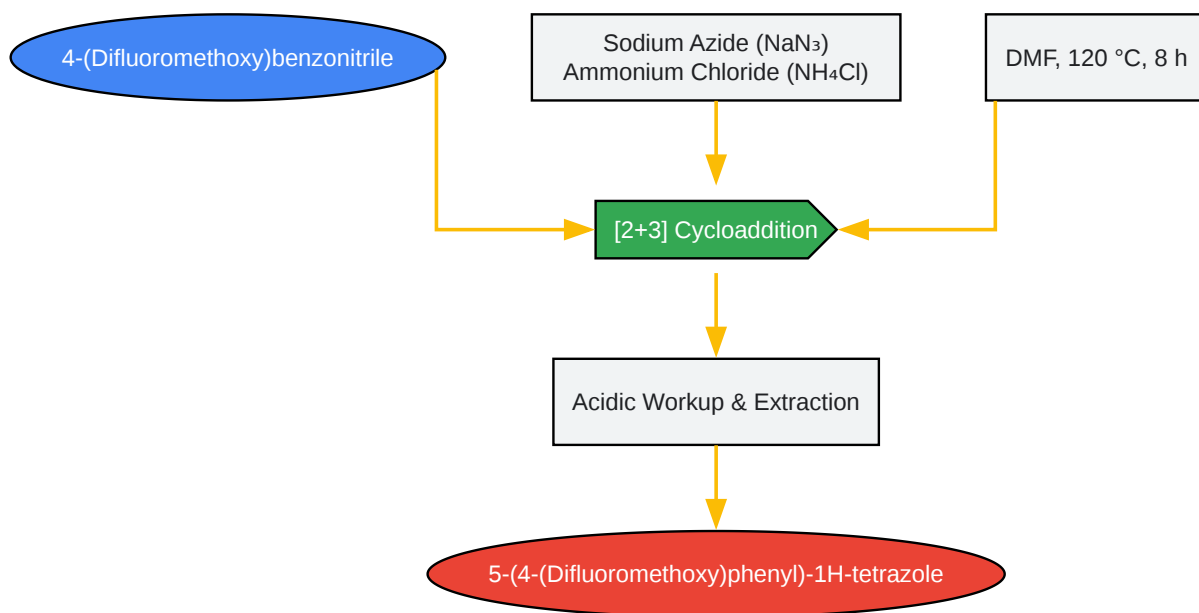 4-(Difluoromethoxy)benzonitrile
Sodium Azide (NaN₃)
Ammonium Chloride (NH₄Cl)
DMF, 120 °C, 8 h
[2+3] Cycloaddition
Acidic Workup & Extraction
5-(4-(Difluoromethoxy)phenyl)-1H-tetrazole